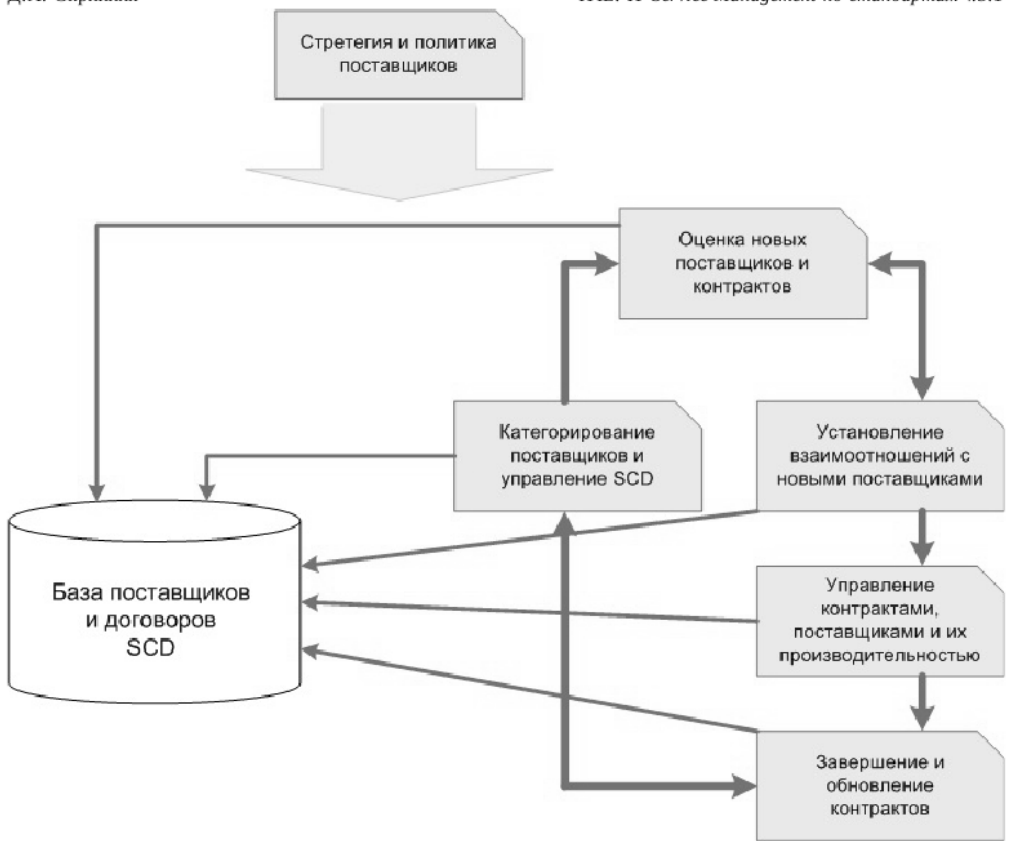 Стретегия и политика
поставщиков
Оценка новых
поставщиков и
контрактов
Категорирование
поставщиков и
управление SCD
Установление
взаимоотношений с
новыми поставщиками
База поставщиков
и договоров
SCD
Управление
контрактами,
поставщиками и их
производительностью
Завершение и
обновление
контрактов